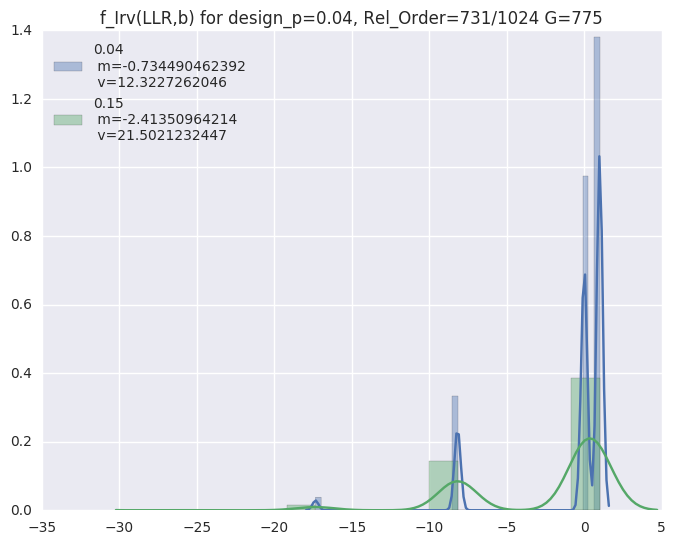 f_Irv(LLR,b) for design_p=0.04, Rel_Order=731/1024 G=775
0.04
m=-0.734490462392
v=12.3227262046
0.15
m=-2.41350964214
v=21.5021232447
1.4
1.2
1.0
0.8
0.6
0.4
0.2
0.0
−35 −30 −25 −20 −15 −10 −5 0 5